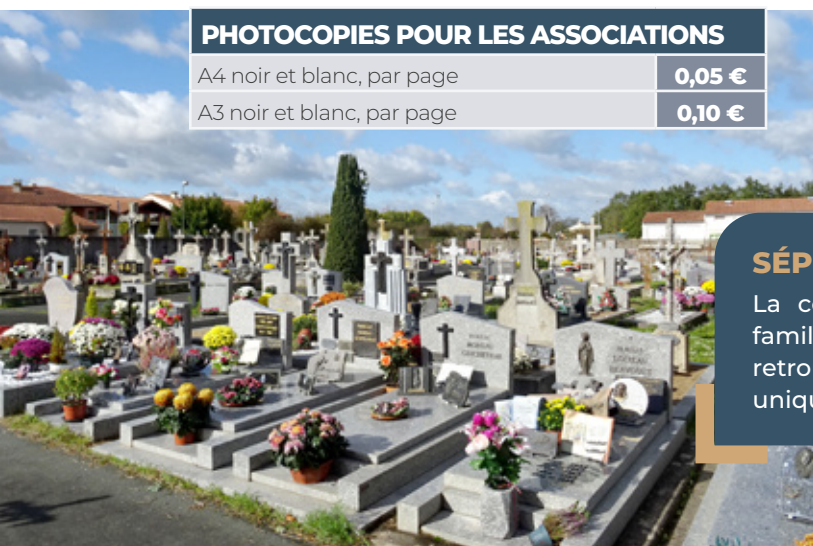 PHOTOCOPIES POUR LES ASSOCIATIONS
A4 noir et blanc, par page 0,05 €
A3 noir et blanc, par page 0,10 €
SÉP
La
famil
retro
uniqu